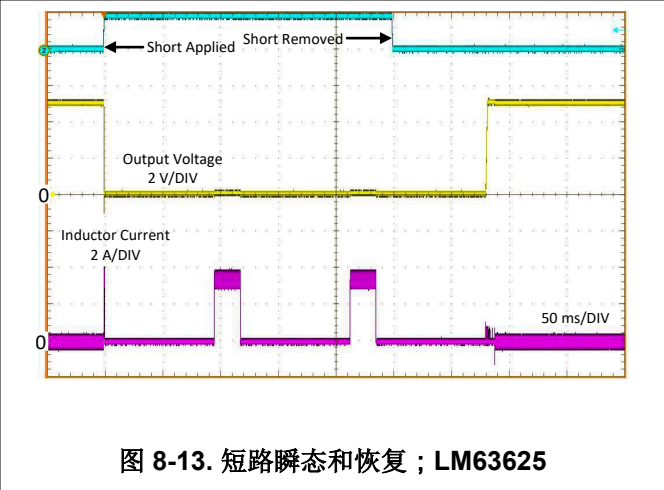 2
Short Applied
Short Removed
Output Voltage
2 V/DIV
0
Inductor Current
2 A/DIV
50 ms/DIV
0
图 8-13. 短路瞬态和恢复；LM63625